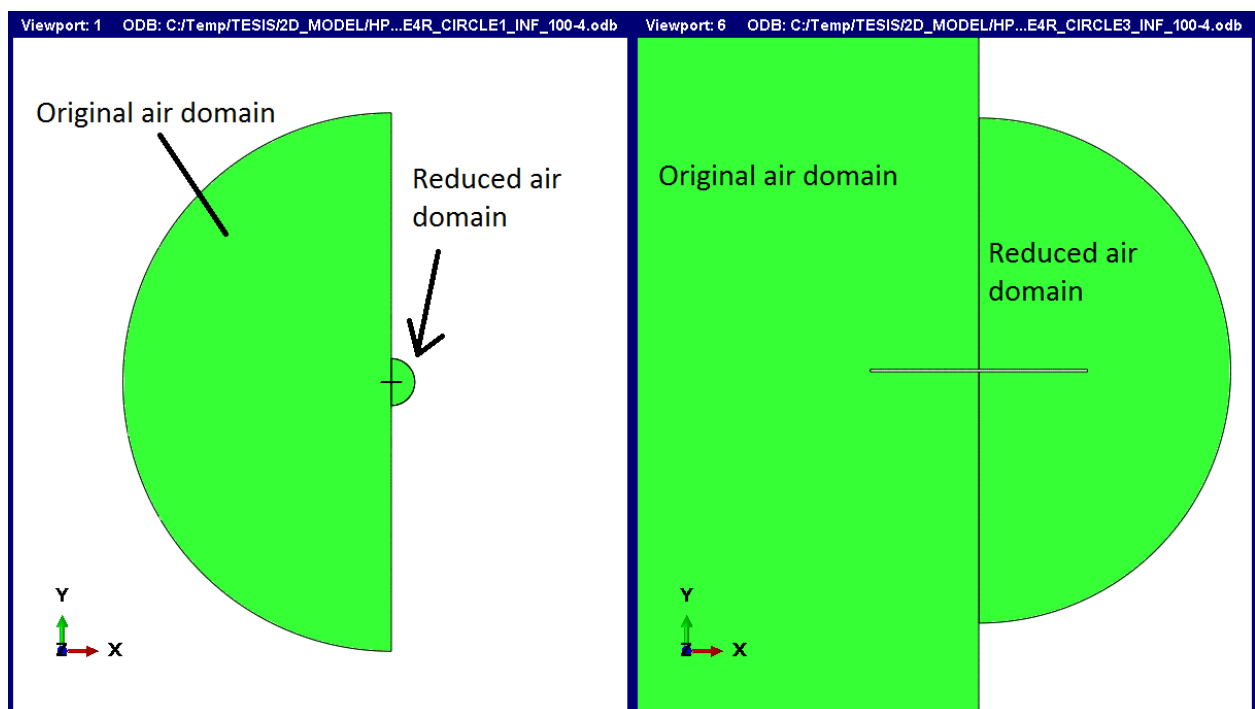 Viewport: 1 ODB: C:/Temp/TESIS/2D_MODEL/HP...E4R_CIRCLE1_INF_100-4.odb
Viewport: 6 ODB: C:/Temp/TESIS/2D_MODEL/HP...E4R_CIRCLE3_INF_100-4.odb
Original air domain
Reduced air
domain
Y
Z
X
Original air domain
Reduced air
domain
Y
Z
X